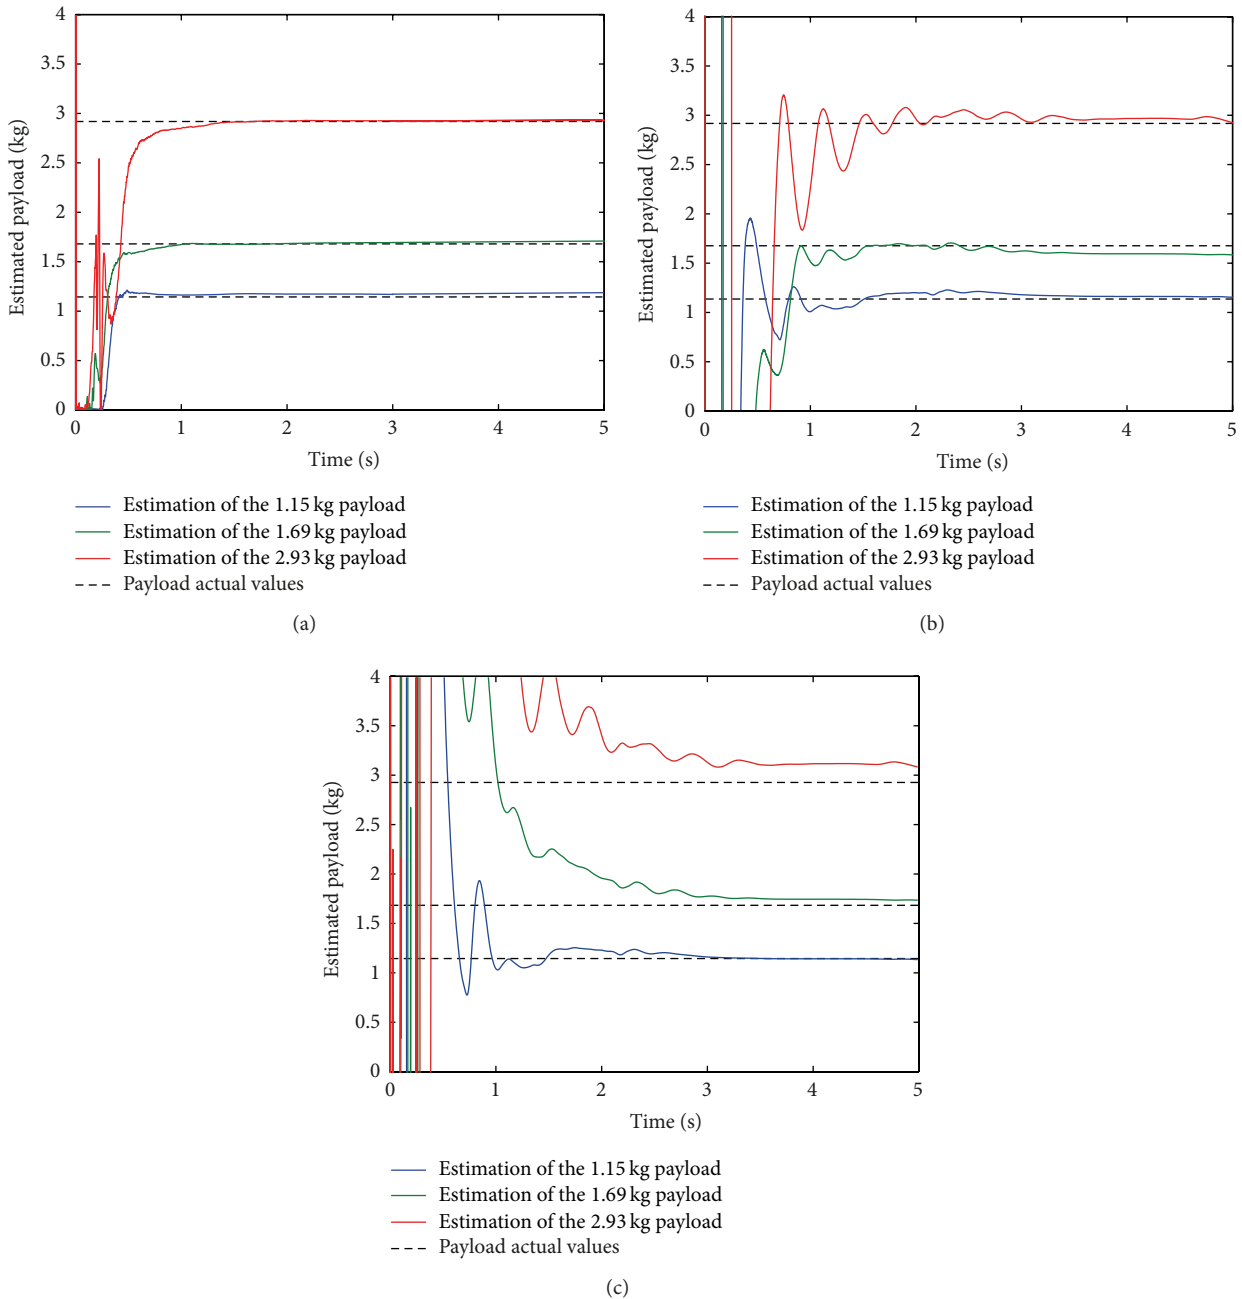 4
3.5
3
2.5
2
1.5
1
0.5
0
Estimated payload (kg)
0 1 2 3 4 5
Time (s)
Estimation of the 1.15 kg payload
Estimation of the 1.69 kg payload
Estimation of the 2.93 kg payload
Payload actual values
(a)
4
3.5
3
2.5
2
1.5
1
0.5
0
Estimated payload (kg)
0 1 2 3 4 5
Time (s)
Estimation of the 1.15 kg payload
Estimation of the 1.69 kg payload
Estimation of the 2.93 kg payload
Payload actual values
(b)
4
3.5
3
2.5
2
1.5
1
0.5
0
Estimated payload (kg)
0 1 2 3 4 5
Time (s)
Estimation of the 1.15 kg payload
Estimation of the 1.69 kg payload
Estimation of the 2.93 kg payload
Payload actual values
(c)